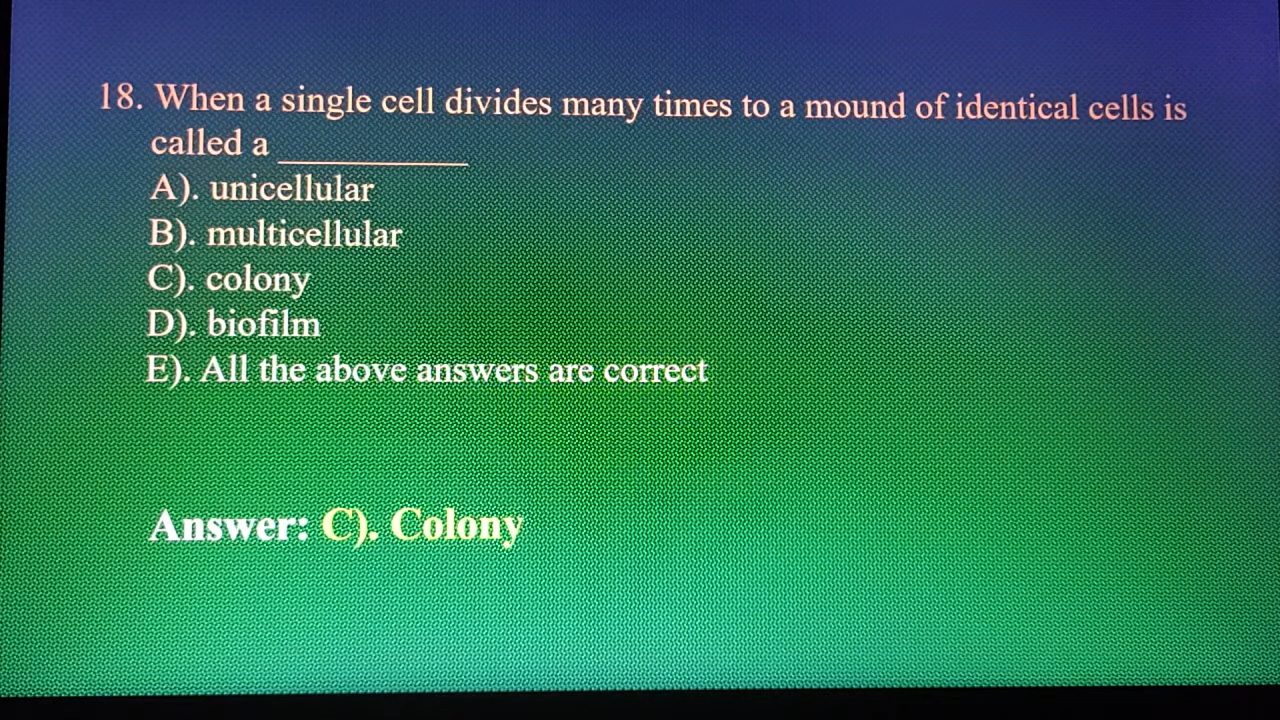 18. When a single cell divides many times to a mound of identical cells is
called a __________
A). unicellular
B). multicellular
C). colony
D). biofilm
E). All the above answers are correct
Answer: C). Colony